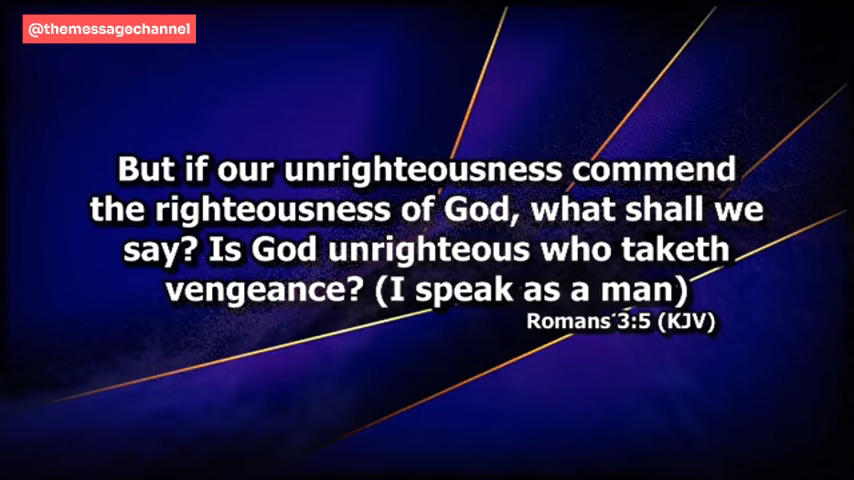 @themessagechannel
But if our unrighteousness commend
the righteousness of God, what shall we
say? Is God unrighteous who taketh
vengeance? (I speak as a man)
Romans 3:5 (KJV)